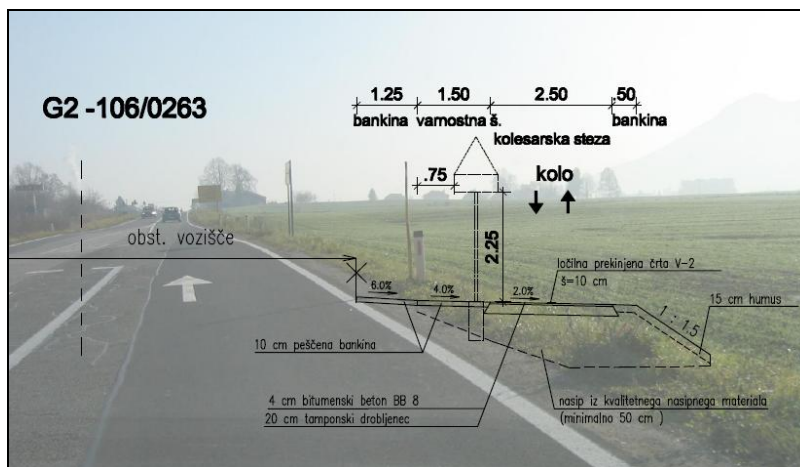 G2 -106/0263
1.25 1.50 2.50 .50
bankina varnostna š. bankina
kolesarska steza
.75
kolo
2.25
obst. vozišče
ločilna prekinjena črta V-2
š=10 cm
6.0% 4.0% 2.0%
1 : 1.5
15 cm humus
10 cm peščena bankina
4 cm bitumenski beton BB 8
20 cm tamponski drobljenec
nasip iz kvalitetnega nasipnega materiala
(minimalno 50 cm )